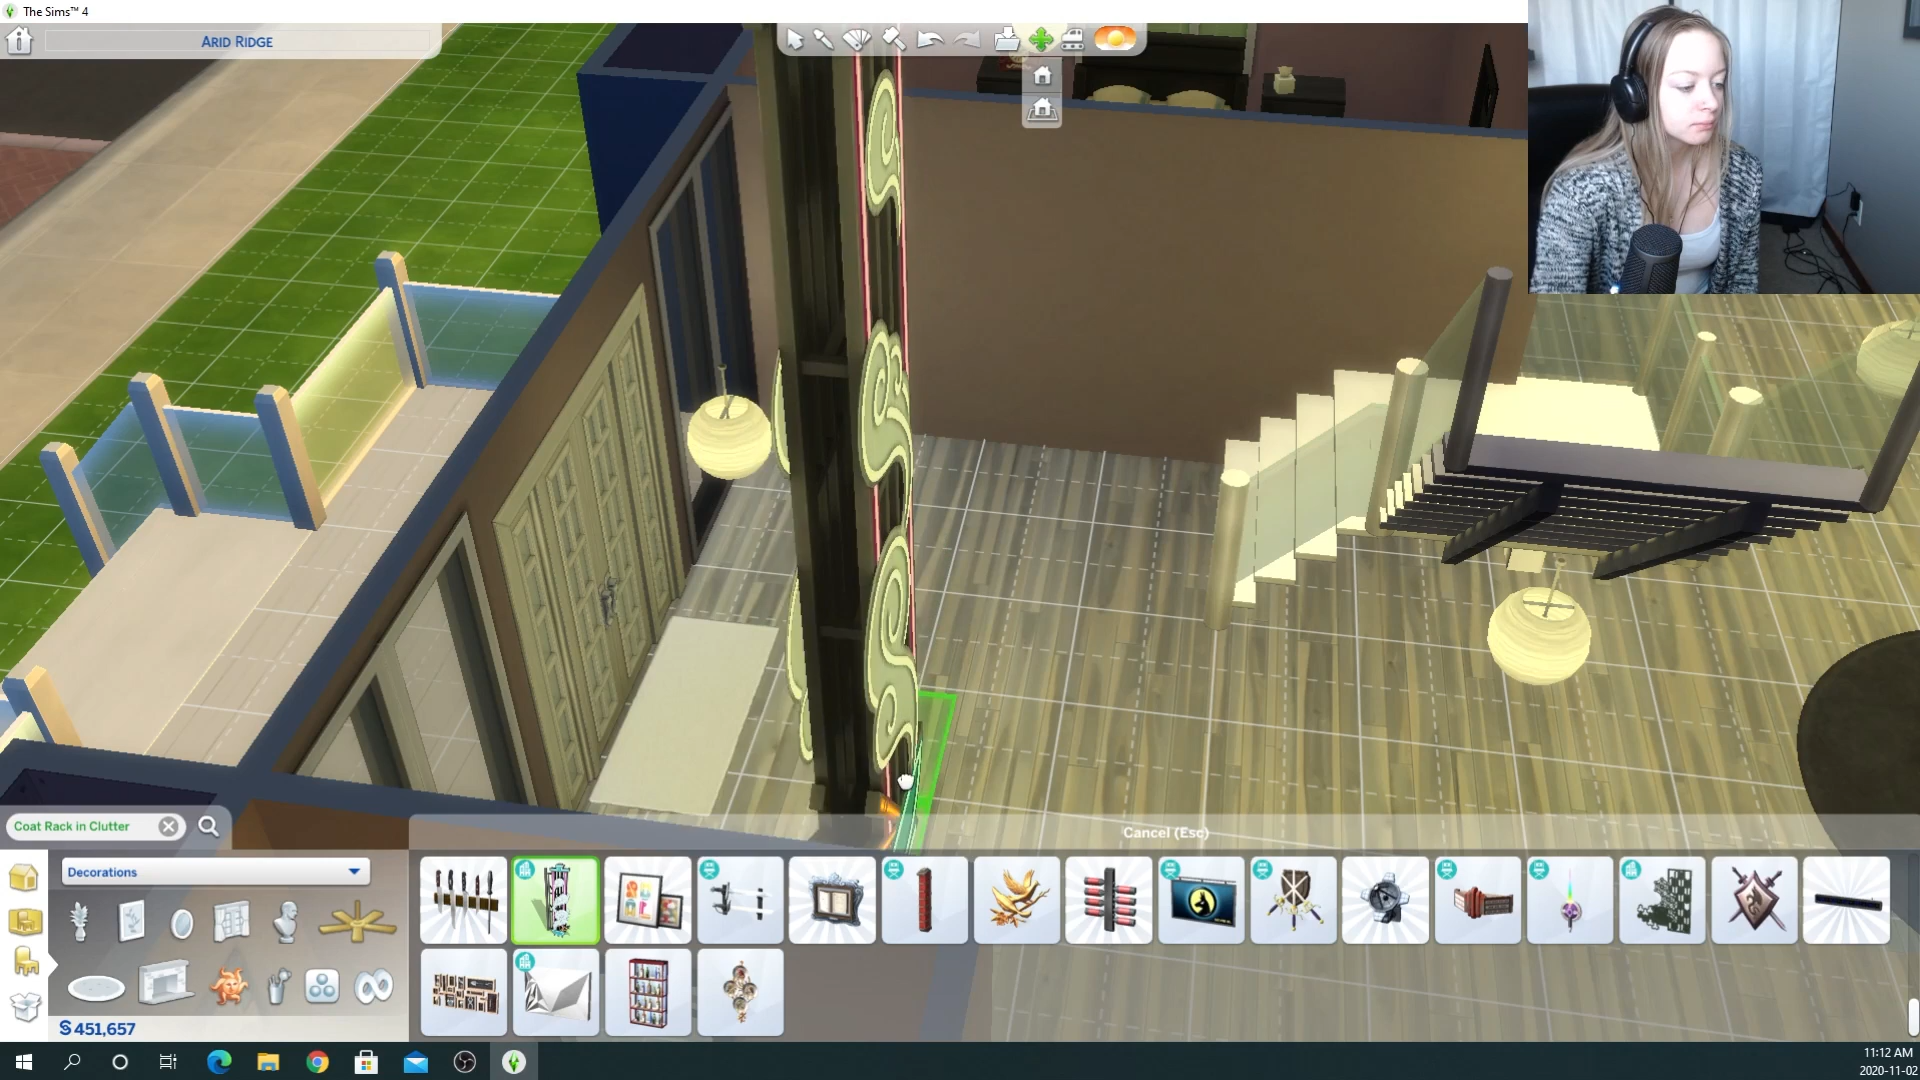 The Sims™ 4
ARID RIDGE
Coat Rack in Clutter
Cancel (Esc)
Decorations
§451,657
11:12 AM
2020-11-02